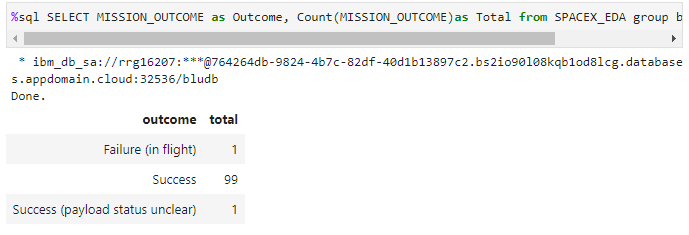 %sql SELECT MISSION_OUTCOME as Outcome, Count(MISSION_OUTCOME)as Total from SPACEX_EDA group b
* ibm_db_sa://rrg16207:***@764264db-9824-4b7c-82df-40d1b13897c2.bs2io90l08kqb1od8lcg.database
s.appdomain.cloud:32536/bludb
Done.
outcome total
Failure (in flight) 1
Success 99
Success (payload status unclear) 1